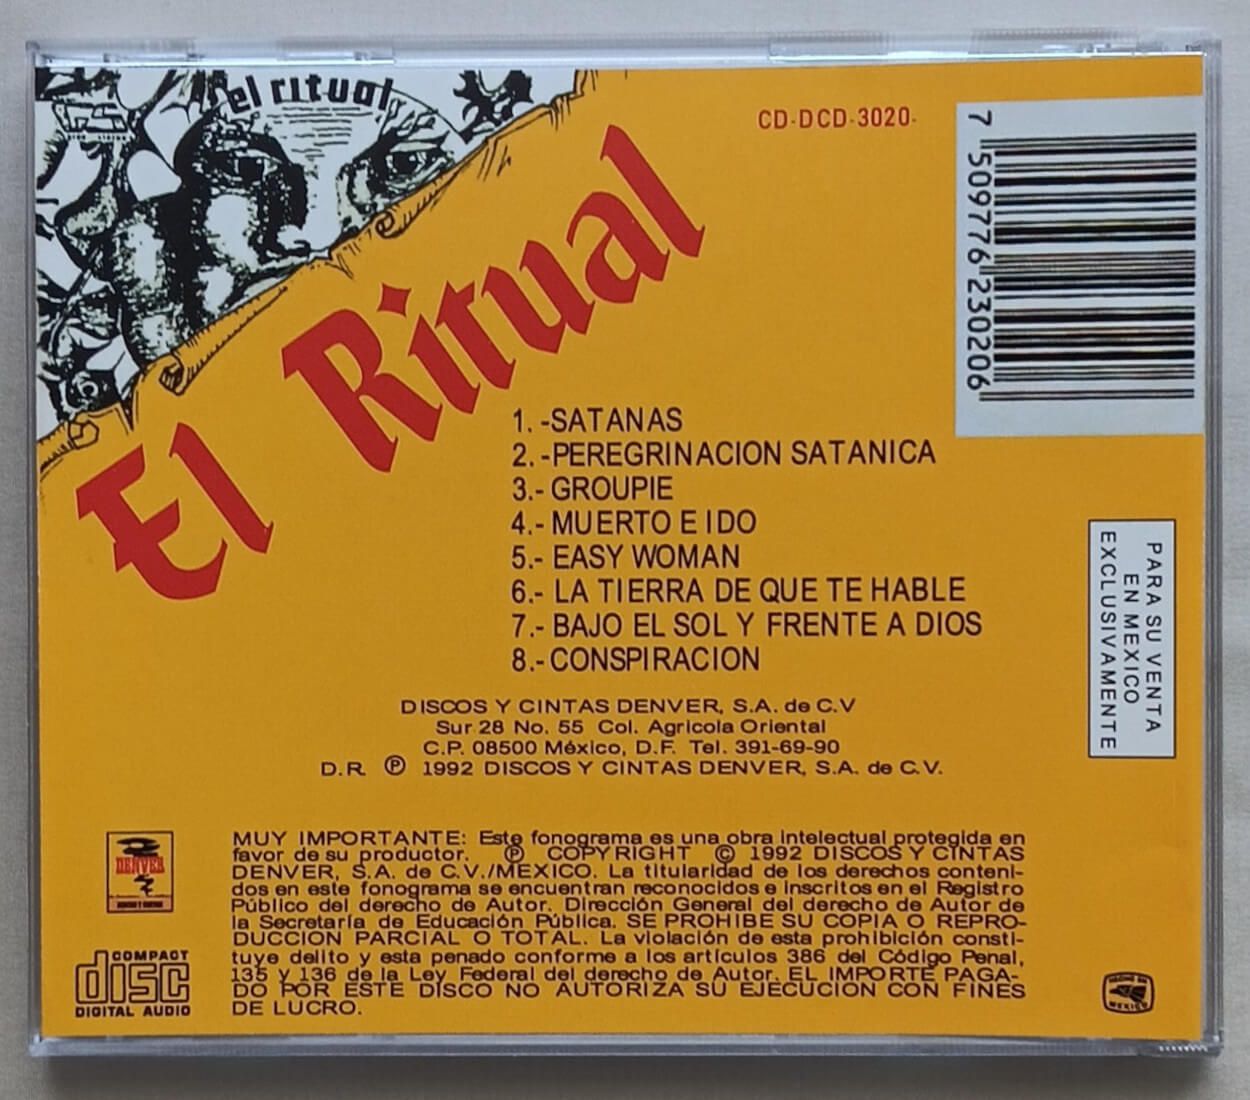 el ritual
CD-DCD-3020-
7 509776 230206
El Ritual
1.-SATANAS
2.-PEREGRINACION SATANICA
3.- GROUPIE
4.- MUERTO E IDO
5.- EASY WOMAN
6.- LA TIERRA DE QUE TE HABLE
7.- BAJO EL SOL Y FRENTE A DIOS
8.- CONSPIRACION
PARA SU VENTA
EN MEXICO
EXCLUSIVAMENTE
DISCOS Y CINTAS DENVER, S.A. de C.V
Sur 28 No. 55 Col. Agricola Oriental
C.P. 08500 México, D.F. Tel. 391-69-90
D.R. ℗ 1992 DISCOS Y CINTAS DENVER, S.A. de C.V.
DENVER
MUY IMPORTANTE: Este fonograma es una obra intelectual protegida en
favor de su productor. ℗ COPYRIGHT © 1992 DISCOS Y CINTAS
DENVER, S.A. de C.V./MEXICO. La titularidad de los derechos conteni-
dos en este fonograma se encuentran reconocidos e inscritos en el Registro
Público del derecho de Autor. Dirección General del derecho de Autor de
la Secretaría de Educación Pública. SE PROHIBE SU COPIA O REPRO-
DUCCION PARCIAL O TOTAL. La violación de esta prohibición consti-
tuye delito y esta penado conforme a los artículos 386 del Código Penal,
135 y 136 de la Ley Federal del derecho de Autor. EL IMPORTE PAGA-
DO POR ESTE DISCO NO AUTORIZA SU EJECUCION CON FINES
DE LUCRO.
COMPACT
disc
DIGITAL AUDIO
HECHO EN
MEXICO